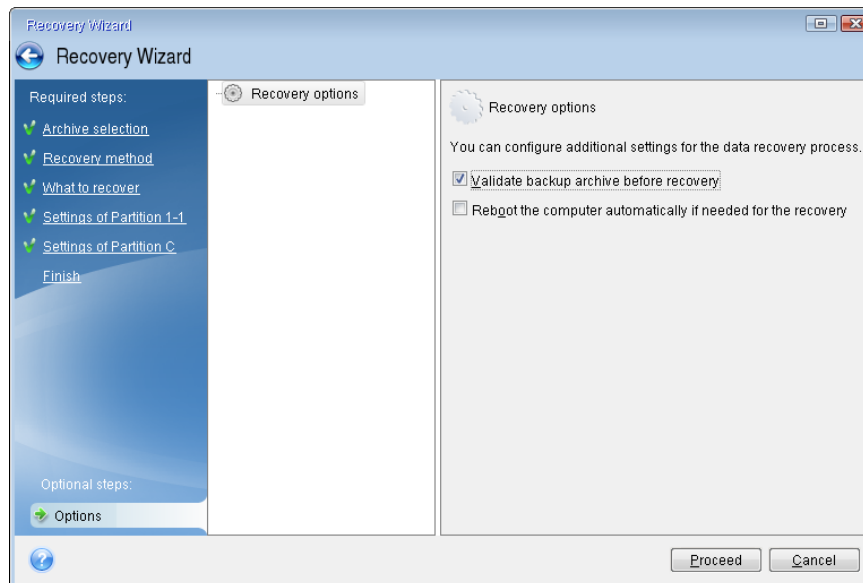 Recovery Wizard
Recovery Wizard
Required steps:
Archive selection
Recovery method
What to recover
Settings of Partition 1-1
Settings of Partition C
Finish
Optional steps:
Options
Recovery options
Recovery options
You can configure additional settings for the data recovery process.
Validate backup archive before recovery
Reboot the computer automatically if needed for the recovery
?
Proceed
Cancel